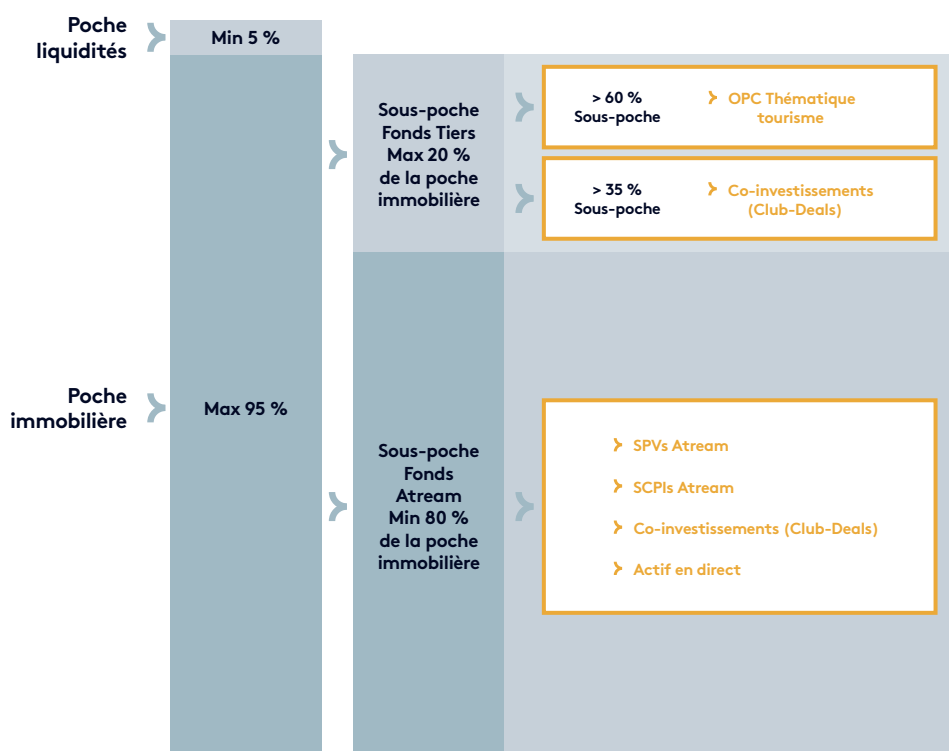 Poche
liquidités
Min 5 %
Sous-poche
Fonds Tiers
Max 20 %
de la poche
immobilière
> 60 %
Sous-poche
OPC Thématique
tourisme
> 35 %
Sous-poche
Co-investissements
(Club-Deals)
Poche
immobilière
Max 95 %
Sous-poche
Fonds
Atream
Min 80 %
de la poche
immobilière
SPVs Atream
SCPIs Atream
Co-investissements (Club-Deals)
Actif en direct